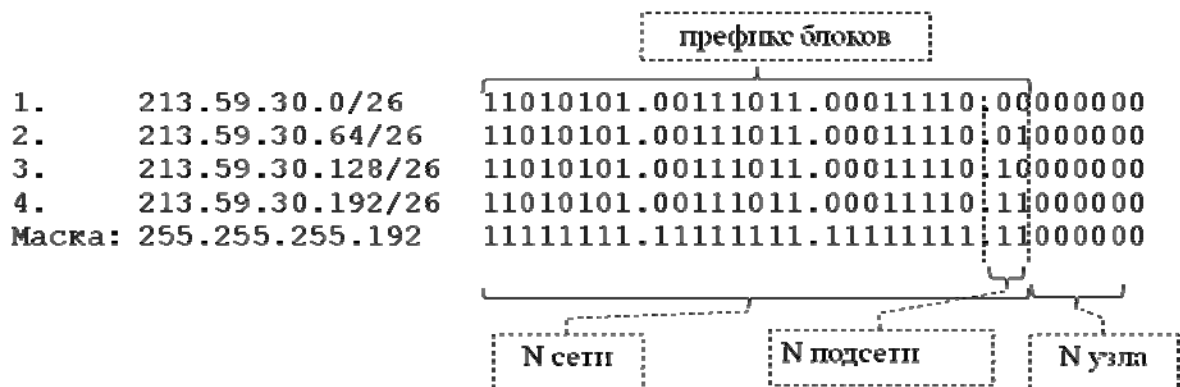 префикс блоков
1. 213.59.30.0/26 11010101.00111011.00011110.00000000
2. 213.59.30.64/26 11010101.00111011.00011110.01000000
3. 213.59.30.128/26 11010101.00111011.00011110.10000000
4. 213.59.30.192/26 11010101.00111011.00011110.11000000
Маска: 255.255.255.192 11111111.11111111.11111111.11000000
N сети N подсети N узла